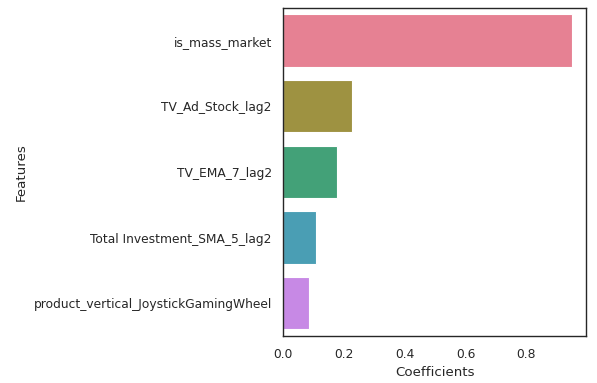 is_mass_market
TV_Ad_Stock_lag2
TV_EMA_7_lag2
Total Investment_SMA_5_lag2
product_vertical_JoystickGamingWheel
Features
0.0 0.2 0.4 0.6 0.8
Coefficients